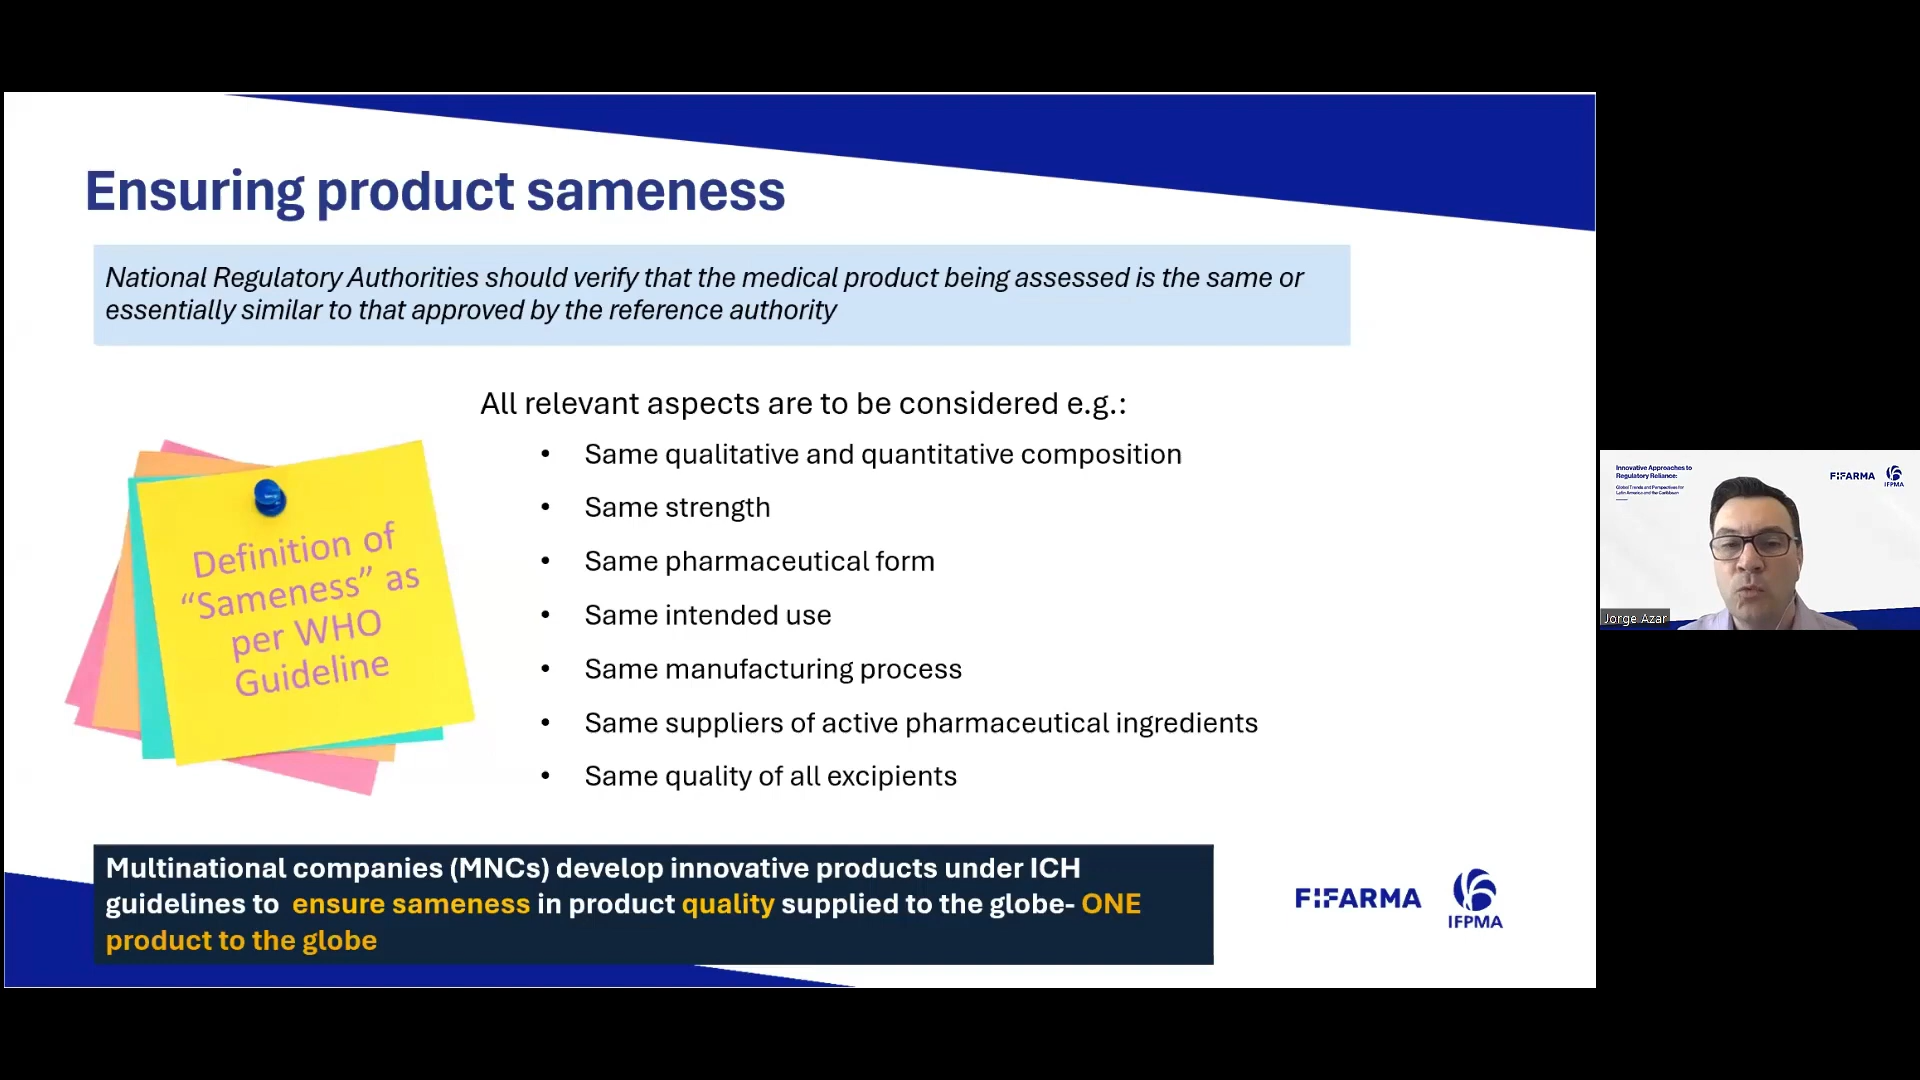 Ensuring product sameness
National Regulatory Authorities should verify that the medical product being assessed is the same or
essentially similar to that approved by the reference authority
All relevant aspects are to be considered e.g.:
• Same qualitative and quantitative composition
• Same strength
• Same pharmaceutical form
• Same intended use
• Same manufacturing process
• Same suppliers of active pharmaceutical ingredients
• Same quality of all excipients
Definition of
“Sameness” as
per WHO
Guideline
Multinational companies (MNCs) develop innovative products under ICH
guidelines to ensure sameness in product quality supplied to the globe- ONE
product to the globe
FIFARMA
IFPMA
Innovative Approaches to
Regulatory Reliance:
Global Trends and Perspectives for
Latin America and the Caribbean
FIFARMA
IFPMA
Jorge Azar